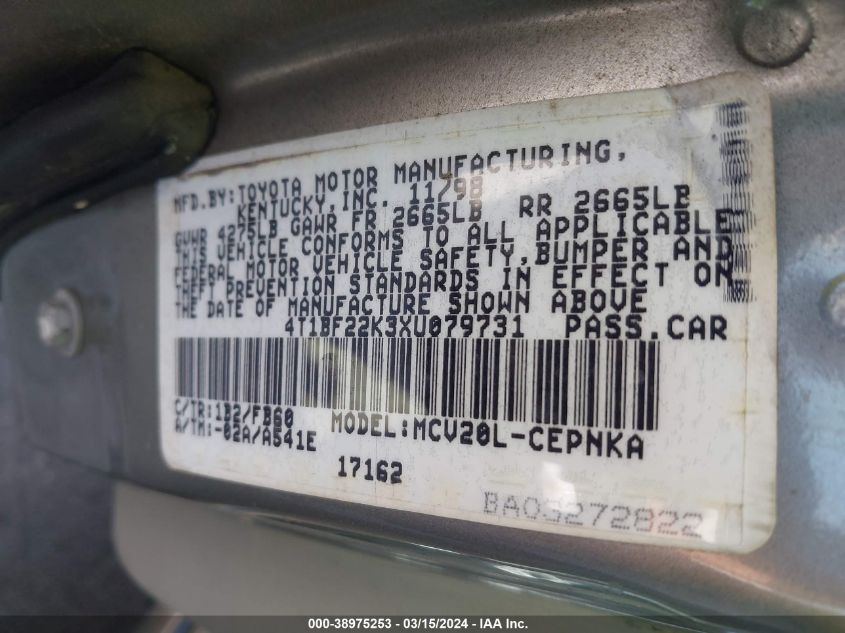 MFD.BY:TOYOTA MOTOR MANUFACTURING,
KENTUCKY,INC. 11/98
GVWR 4275LB GAWR FR 2665LB RR 2665LB
THIS VEHICLE CONFORMS TO ALL APPLICABLE
FEDERAL MOTOR VEHICLE SAFETY,BUMPER AND
THEFT PREVENTION STANDARDS IN EFFECT ON
THE DATE OF MANUFACTURE SHOWN ABOVE
4T1BF22K3XU079731 PASS.CAR
C/TR:1B2/FB60
A/TM:-02A/A541E
MODEL:MCV20L-CEPNKA
17162
BA03272822
000-38975253 - 03/15/2024 - IAA Inc.